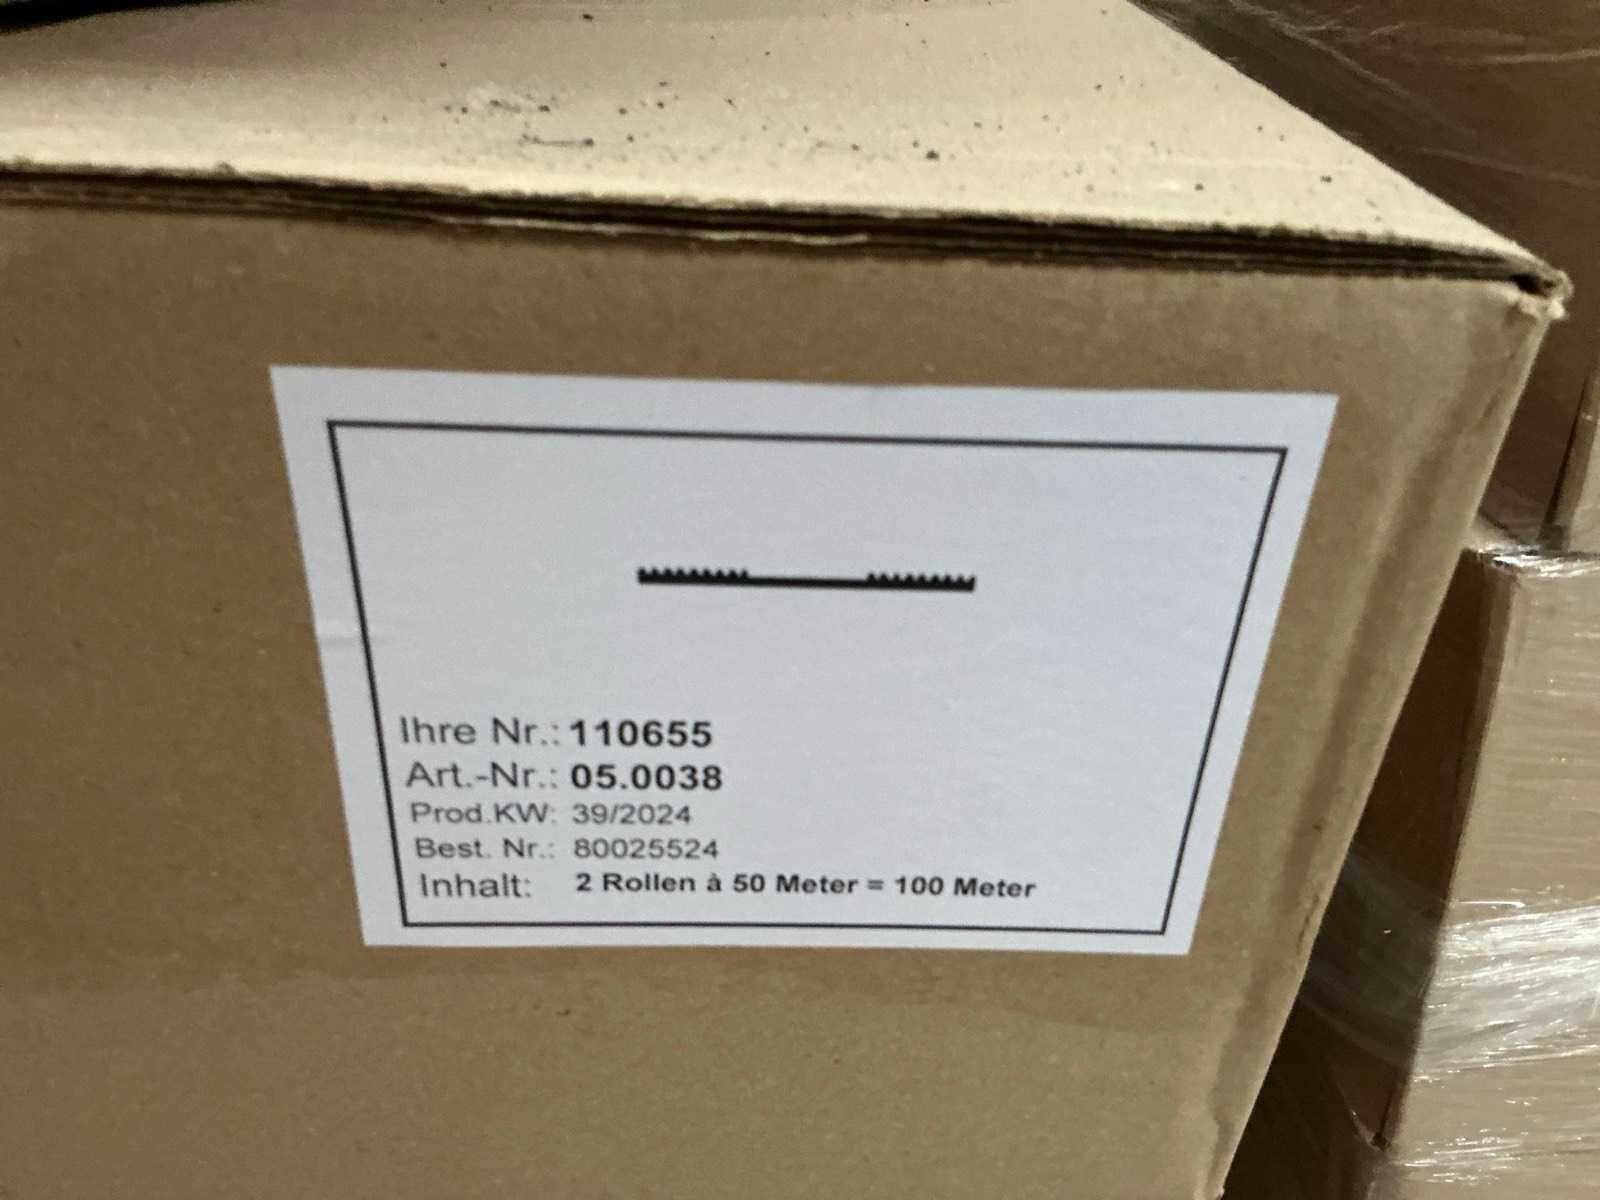 Ihre Nr.: 110655
Art.-Nr.: 05.0038
Prod.KW: 39/2024
Best. Nr.: 80025524
Inhalt: 2 Rollen à 50 Meter = 100 Meter